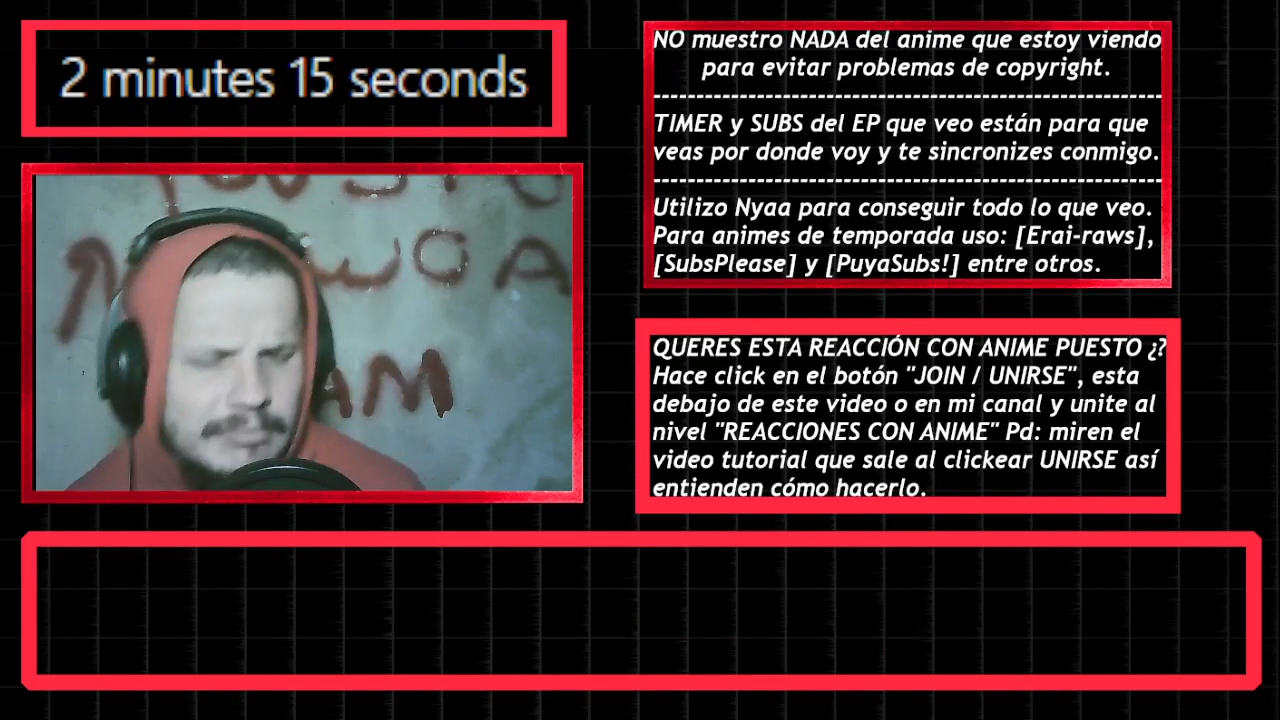 2 minutes 15 seconds
NO muestro NADA del anime que estoy viendo
para evitar problemas de copyright.
TIMER y SUBS del EP que veo están para que
veas por donde voy y te sincronizes conmigo.
Utilizo Nyaa para conseguir todo lo que veo.
Para animes de temporada uso: [Erai-raws],
[SubsPlease] y [PuyaSubs!] entre otros.
QUERES ESTA REACCIÓN CON ANIME PUESTO ¿?
Hace click en el botón "JOIN / UNIRSE", esta
debajo de este video o en mi canal y unite al
nivel "REACCIONES CON ANIME" Pd: miren el
video tutorial que sale al clickear UNIRSE así
entienden cómo hacerlo.